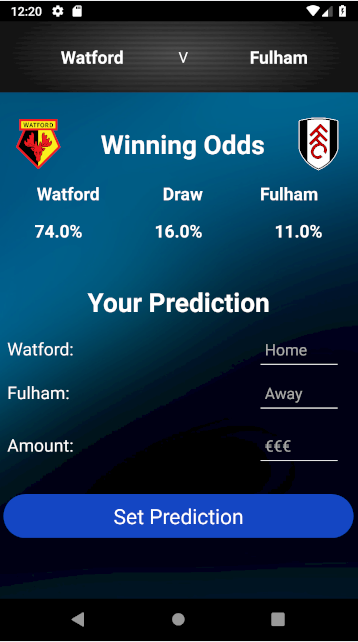 12:20
Watford V Fulham
WATFORD
Winning Odds
Watford Draw Fulham
74.0% 16.0% 11.0%
Your Prediction
Watford: Home
Fulham: Away
Amount: €€€
Set Prediction